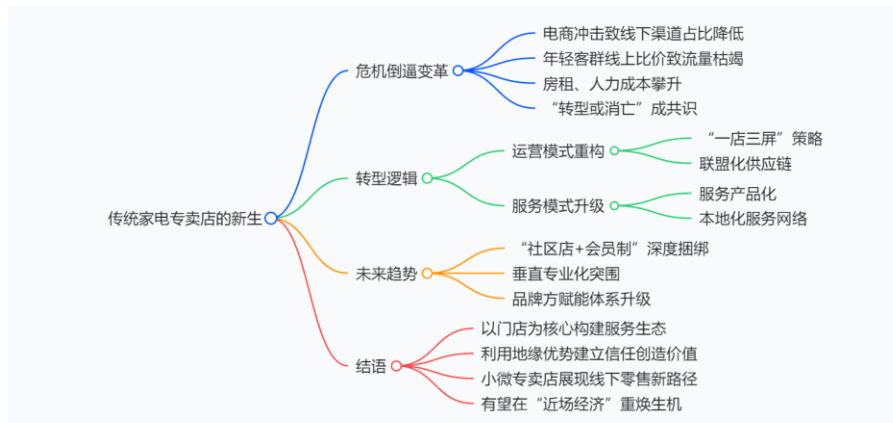 传统家电专卖店的新生
危机倒逼变革
电商冲击致线下渠道占比降低
年轻客群线上比价致流量枯竭
房租、人力成本攀升
“转型或消亡”成共识
转型逻辑
运营模式重构
“一店三屏”策略
联盟化供应链
服务模式升级
服务产品化
本地化服务网络
未来趋势
“社区店+会员制”深度捆绑
垂直专业化突围
品牌方赋能体系升级
结语
以门店为核心构建服务生态
利用地缘优势建立信任创造价值
小微专卖店展现线下零售新路径
有望在“近场经济”重焕生机